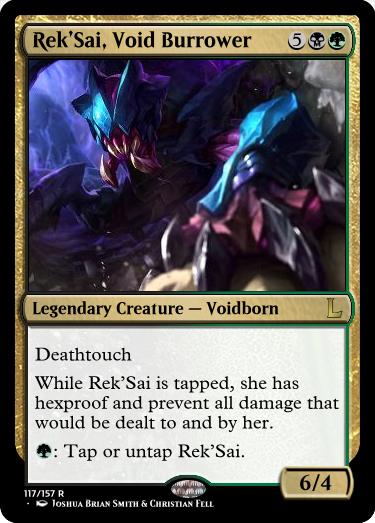 Rek'Sai, Void Burrower 5
Legendary Creature — Voidborn L
Deathtouch
While Rek'Sai is tapped, she has
hexproof and prevent all damage that
would be dealt to and by her.
: Tap or untap Rek'Sai.
6/4
117/157 R
· Joshua Brian Smith & Christian Fell